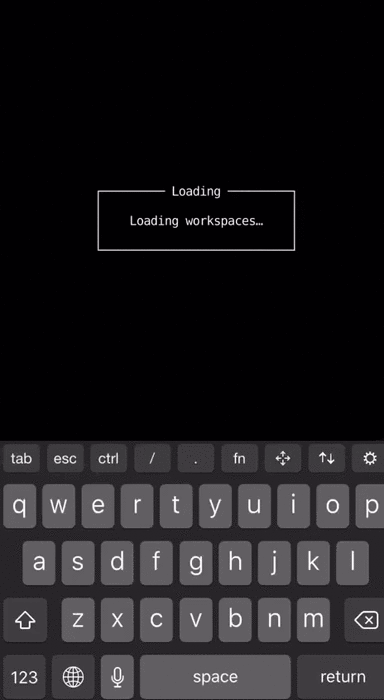 Loading
Loading workspaces…
tab esc ctrl / . fn
q w e r t y u i o p
a s d f g h j k l
z x c v b n m
123 space return